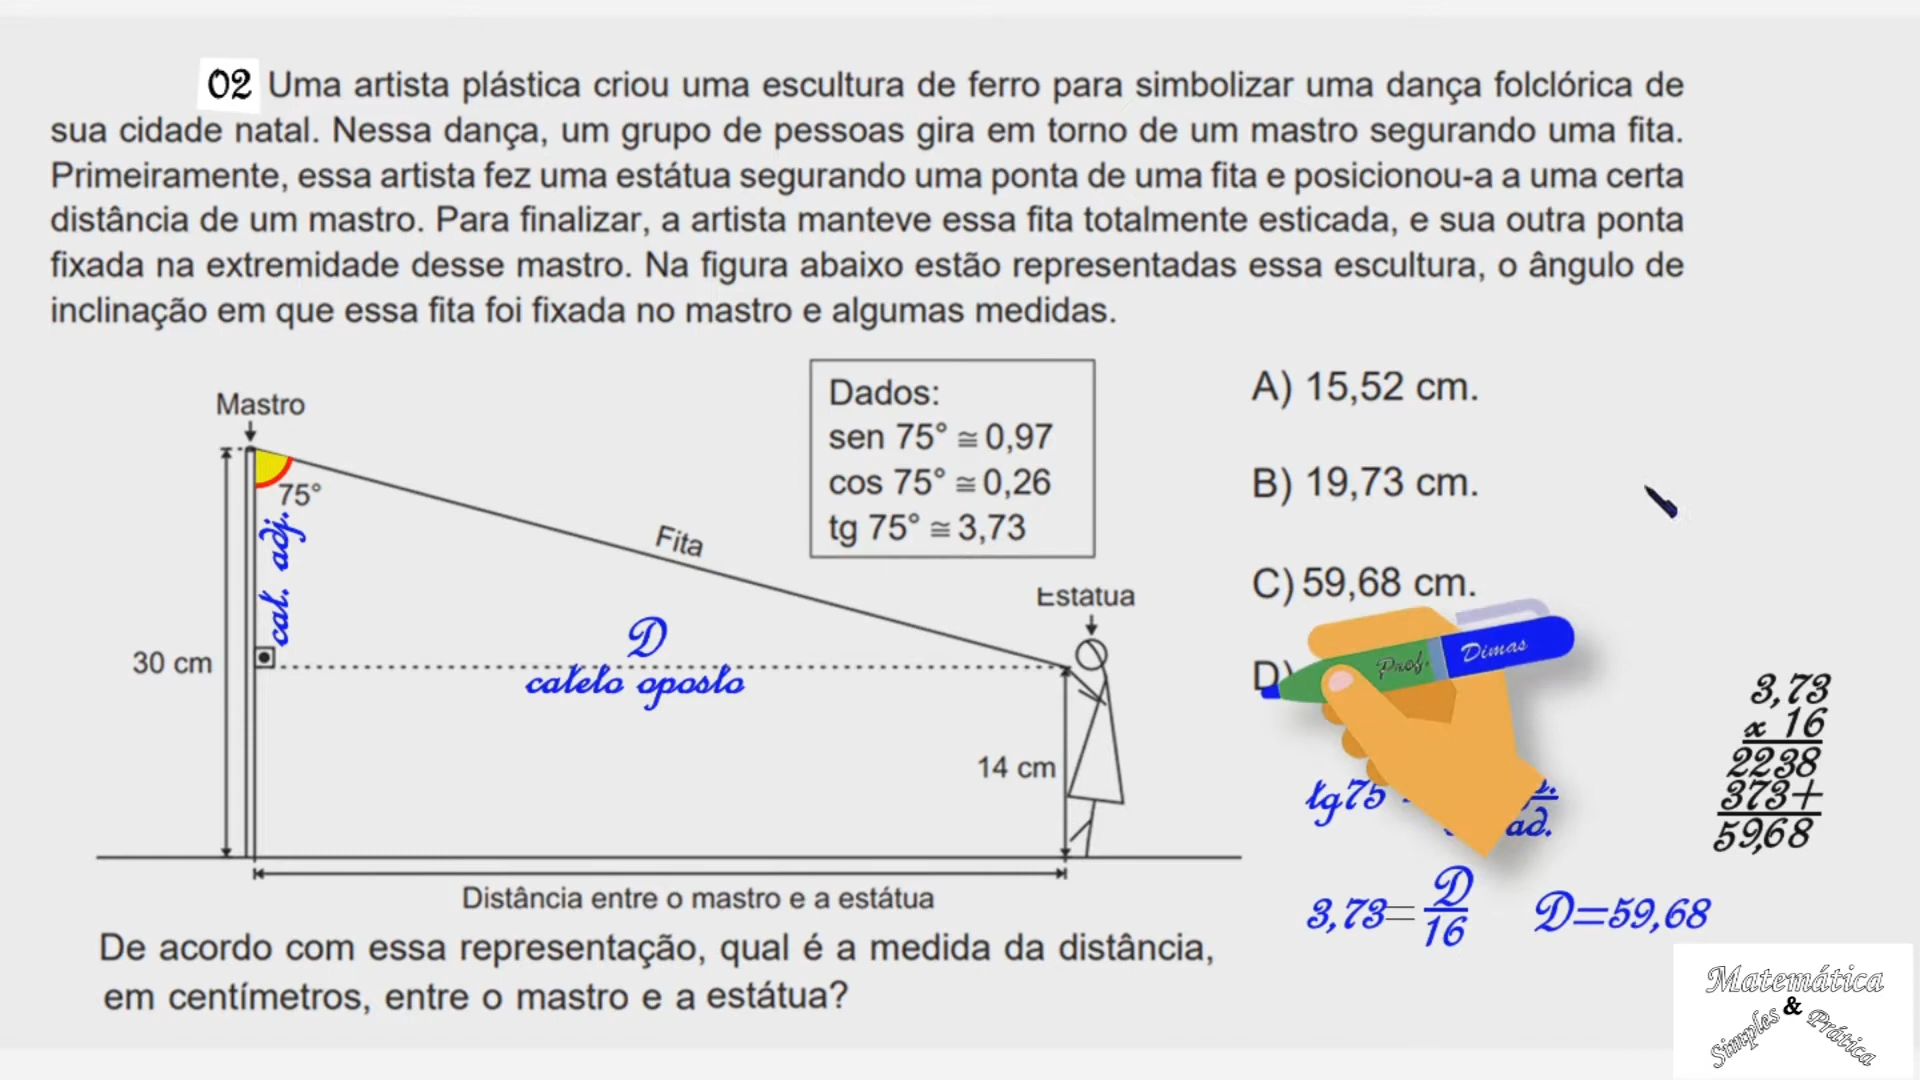 02 Uma artista plástica criou uma escultura de ferro para simbolizar uma dança folclórica de
sua cidade natal. Nessa dança, um grupo de pessoas gira em torno de um mastro segurando uma fita.
Primeiramente, essa artista fez uma estátua segurando uma ponta de uma fita e posicionou-a a uma certa
distância de um mastro. Para finalizar, a artista manteve essa fita totalmente esticada, e sua outra ponta
fixada na extremidade desse mastro. Na figura abaixo estão representadas essa escultura, o ângulo de
inclinação em que essa fita foi fixada no mastro e algumas medidas.
Mastro
75°
cat. adj.
Fita
30 cm
D
cateto oposto
Dados:
sen 75° ≅ 0,97
cos 75° ≅ 0,26
tg 75° ≅ 3,73
Estatua
14 cm
Distância entre o mastro e a estátua
De acordo com essa representação, qual é a medida da distância,
em centímetros, entre o mastro e a estátua?
A) 15,52 cm.
B) 19,73 cm.
C) 59,68 cm.
D)
Prof. Dimas
tg75
ad.
3,73=D/16 D=59,68
3,73
x 16
2238
373+
59,68
Matemática
&
Simples Prática